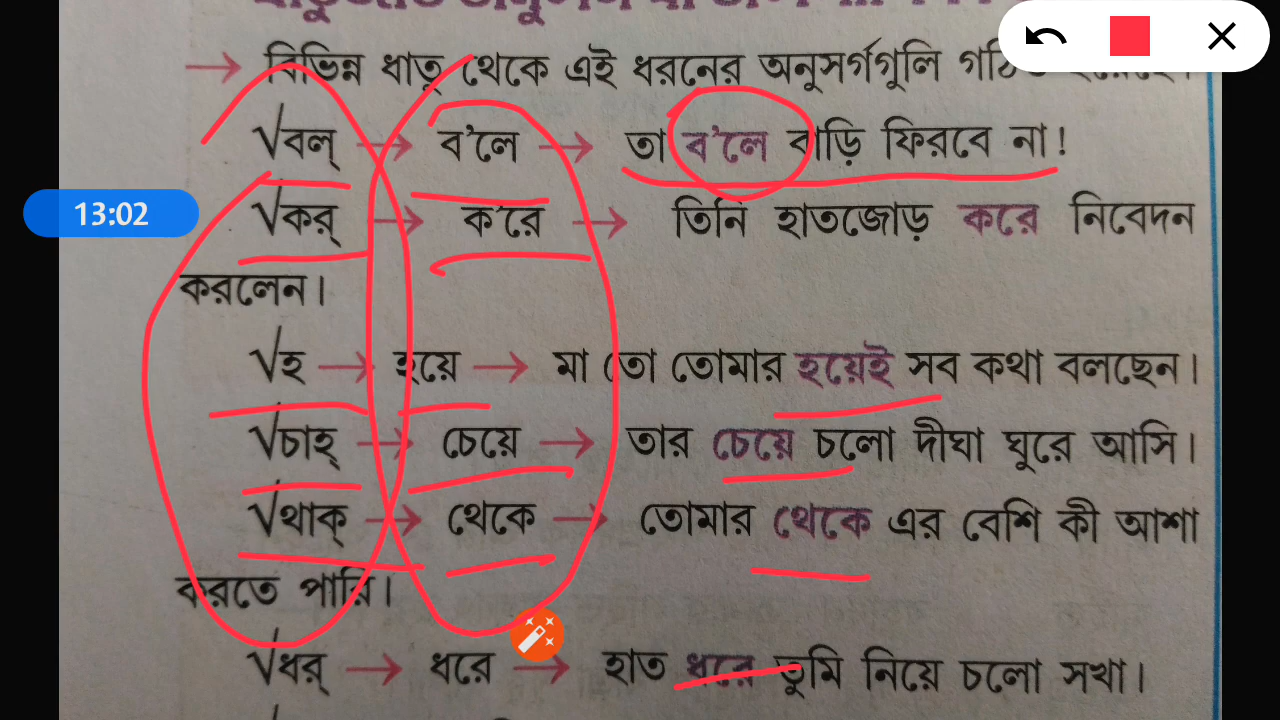 → বিভিন্ন ধাতু থেকে এই ধরনের অনুসর্গগুলি
√বল্ → ব'লে → তা ব'লে বাড়ি ফিরবে না!
13:02
√কর্ → ক'রে → তিনি হাতজোড় করে নিবেদন
করলেন।
√হ → হয়ে → মা তো তোমার হয়েই সব কথা বলছেন।
√চাহ্ → চেয়ে → তার চেয়ে চলো দীঘা ঘুরে আসি।
√থাক্ → থেকে → তোমার থেকে এর বেশি কী আশা
করতে পারি।
√ধর্ → ধরে → হাত ধরে তুমি নিয়ে চলো সখা।